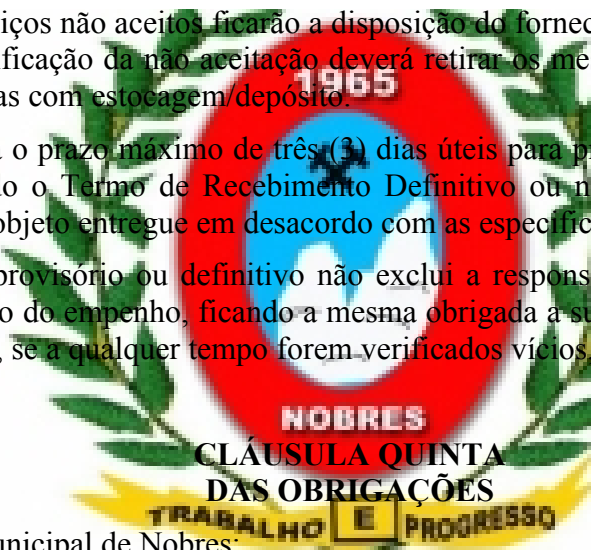 iços não aceitos ficarão a disposição do fornec
ificação da não aceitação deverá retirar os me
1965
as com estocagem/depósito.
o prazo máximo de três (3) dias úteis para p
o o Termo de Recebimento Definitivo ou n
objeto entregue em desacordo com as especific
provisório ou definitivo não exclui a respons
o do empenho, ficando a mesma obrigada a su
, se a qualquer tempo forem verificados vícios,
NOBRES
CLÁUSULA QUINTA
DAS OBRIGAÇÕES
TRABALHO E PROGRESSO
unicipal de Nobres: